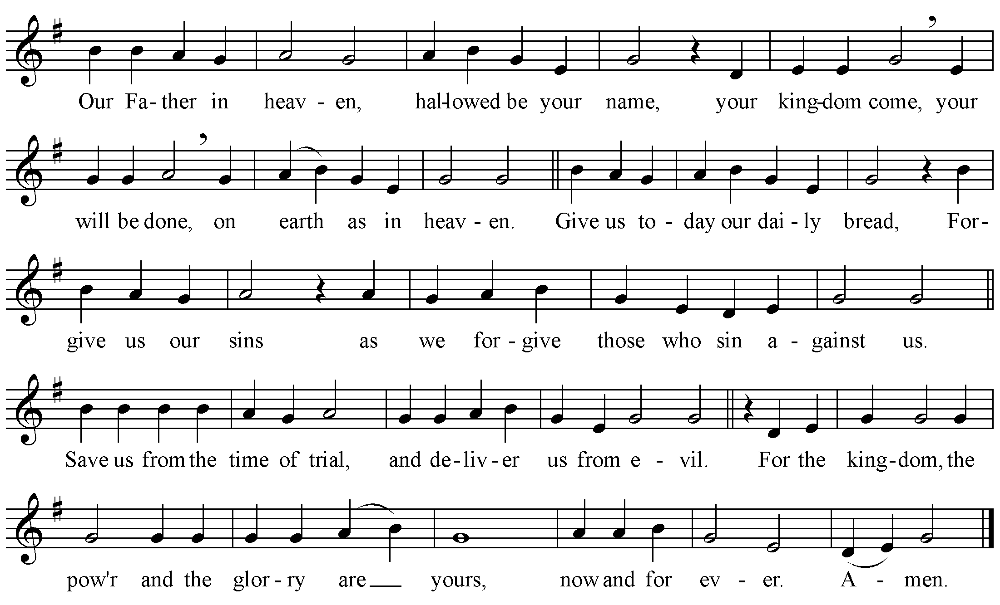 Our Fa- ther in heav - en, hal-lowed be your name, your king-dom come, your
will be done, on earth as in heav - en. Give us to - day our dai - ly bread, For-
give us our sins as we for - give those who sin a - gainst us.
Save us from the time of trial, and de-liv-er us from e - vil. For the king-dom, the
pow'r and the glor - ry are___ yours, now and for ev - er. A - men.